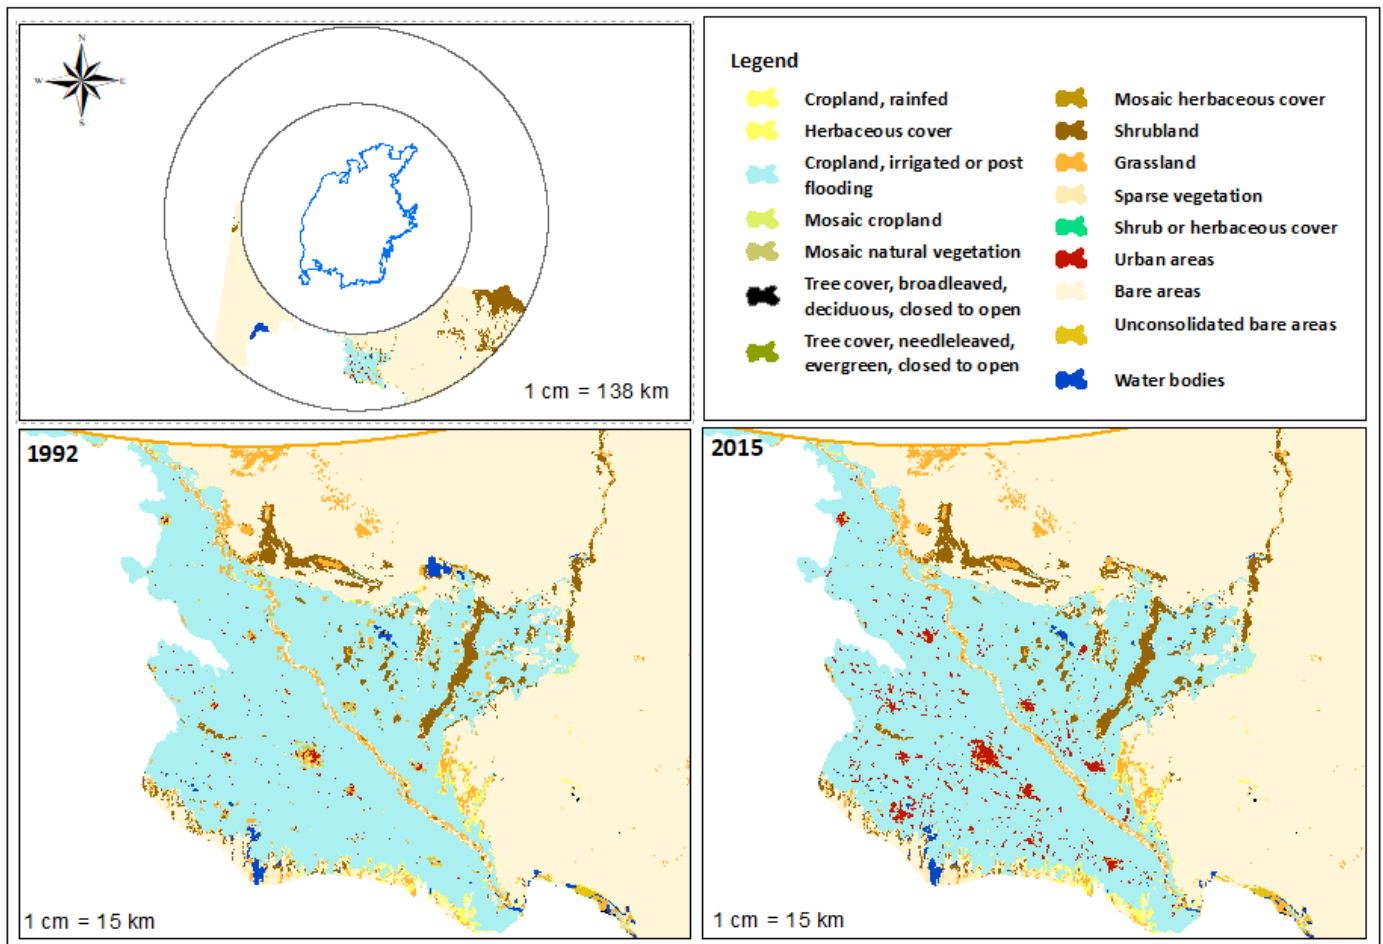 N
W
E
S
1 cm = 138 km
Legend
Cropland, rainfed
Herbaceous cover
Cropland, irrigated or post
flooding
Mosaic cropland
Mosaic natural vegetation
Tree cover, broadleaved,
deciduous, closed to open
Tree cover, needleleaved,
evergreen, closed to open
Mosaic herbaceous cover
Shrubland
Grassland
Sparse vegetation
Shrub or herbaceous cover
Urban areas
Bare areas
Unconsolidated bare areas
Water bodies
1992
1 cm = 15 km
2015
1 cm = 15 km